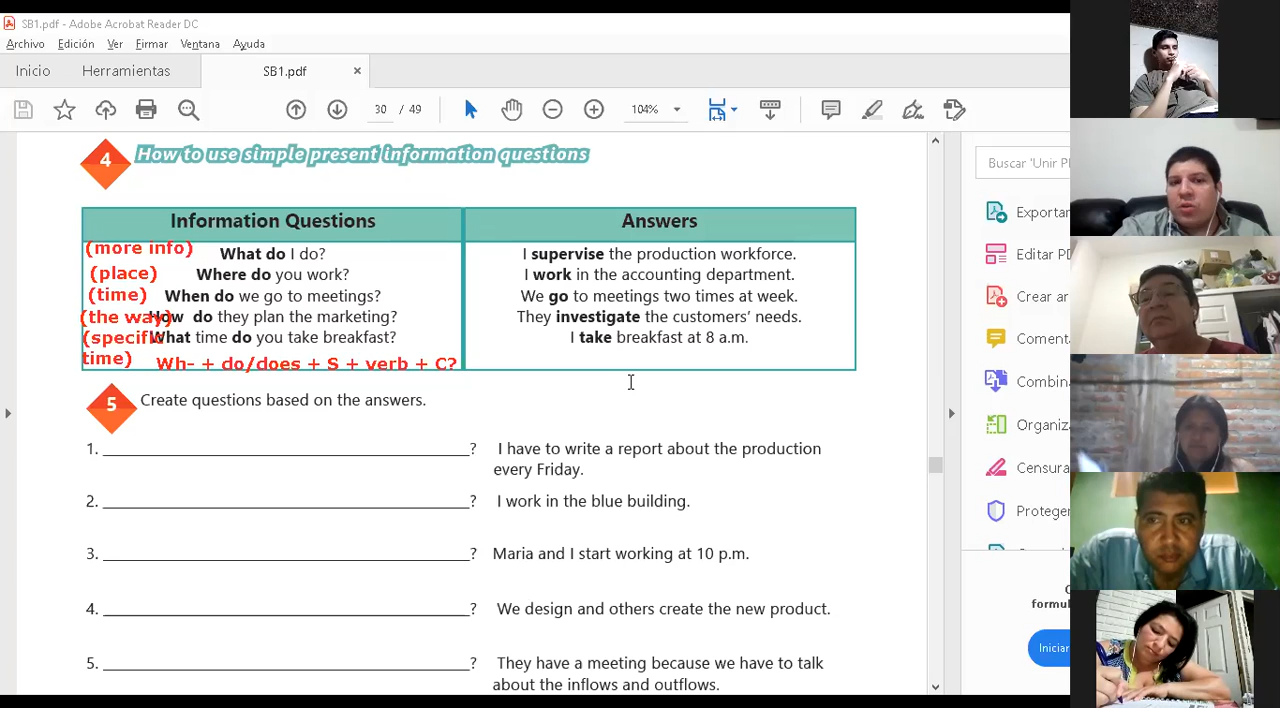 SB1.pdf - Adobe Acrobat Reader DC
Archivo Edición Ver Firmar Ventana Ayuda
Inicio Herramientas SB1.pdf ×
30 / 49 104%
4 How to use simple present information questions
Information Questions Answers
(more info) What do I do? I supervise the production workforce.
(place) Where do you work? I work in the accounting department.
(time) When do we go to meetings? We go to meetings two times at week.
(the way) How do they plan the marketing? They investigate the customers' needs.
(specific What time do you take breakfast? I take breakfast at 8 a.m.
time) Wh- + do/does + S + verb + C?
5 Create questions based on the answers.
1. ? I have to write a report about the production
every Friday.
2. ? I work in the blue building.
3. ? Maria and I start working at 10 p.m.
4. ? We design and others create the new product.
5. ? They have a meeting because we have to talk
about the inflows and outflows.
Buscar 'Unir PD
Exportar
Editar PD
Crear ar
Comenta
Combin
Organiza
Censura
Proteger
formul
Iniciar